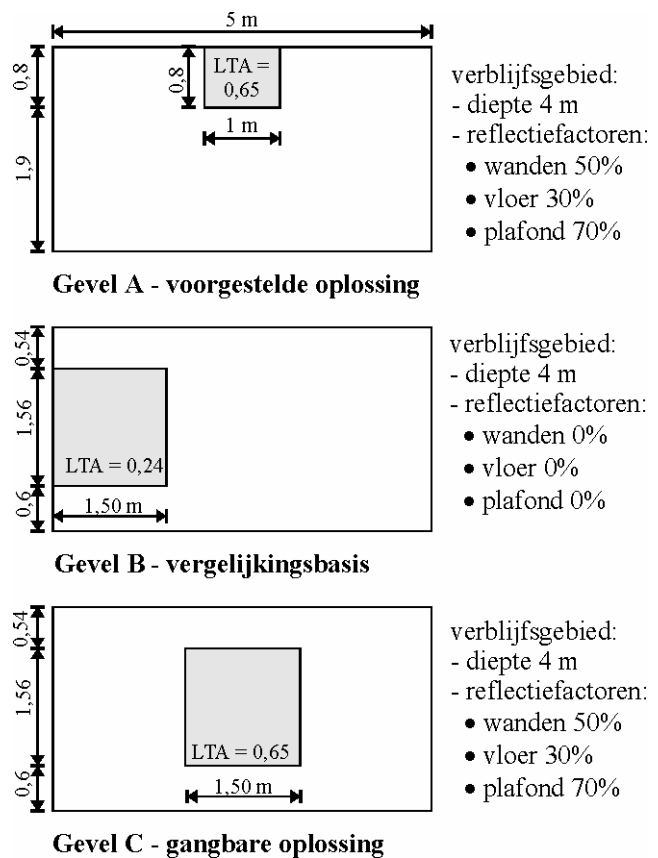 5 m
0,8
0,8
LTA =
0,65
1 m
1,9
verblijfsgebied:
- diepte 4 m
- reflectiefactoren:
• wanden 50%
• vloer 30%
• plafond 70%
Gevel A - voorgestelde oplossing
0,54
1,56
LTA = 0,24
0,6
1,50 m
verblijfsgebied:
- diepte 4 m
- reflectiefactoren:
• wanden 0%
• vloer 0%
• plafond 0%
Gevel B - vergelijkingsbasis
0,54
1,56
LTA = 0,65
0,6
1,50 m
verblijfsgebied:
- diepte 4 m
- reflectiefactoren:
• wanden 50%
• vloer 30%
• plafond 70%
Gevel C - gangbare oplossing